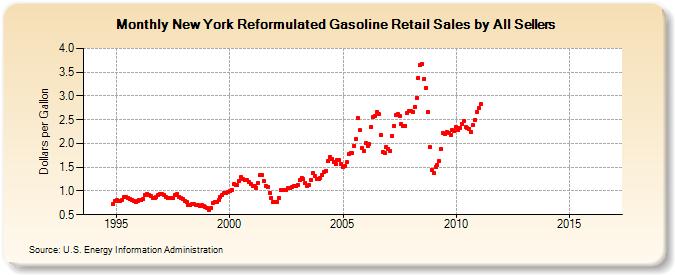 Monthly New York Reformulated Gasoline Retail Sales by All Sellers
Dollars per Gallon
4.0
3.5
3.0
2.5
2.0
1.5
1.0
0.5
1995 2000 2005 2010 2015
Source: U.S. Energy Information Administration